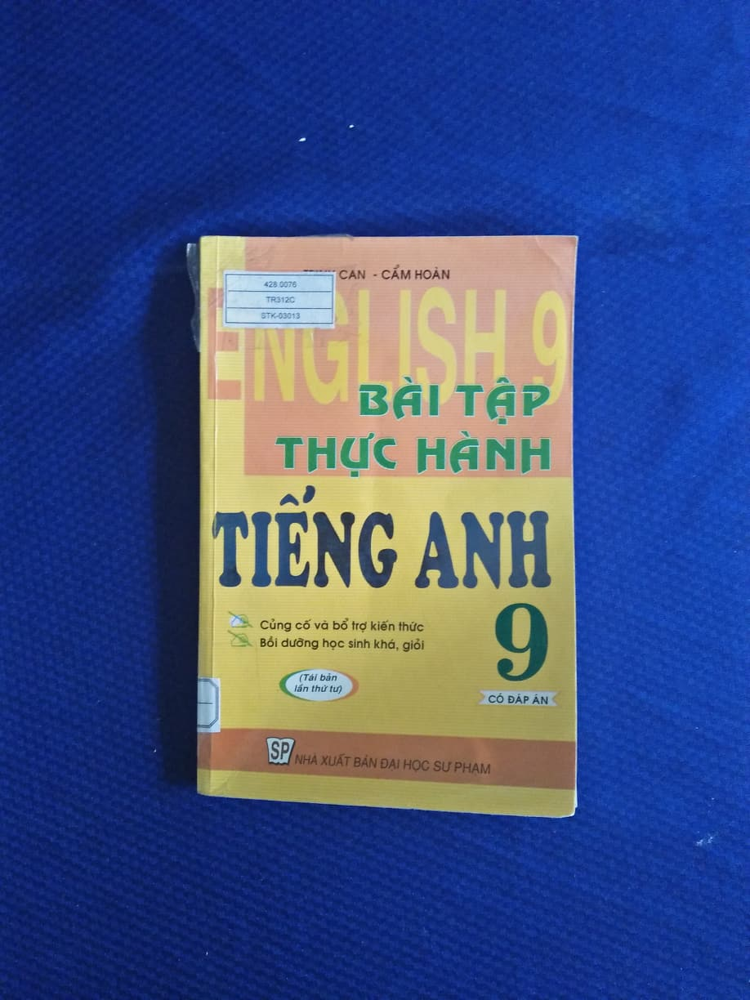 CAN - CẨM HOÀN
428.0076
TR312C
STK-03013
ENGLISH 9
BÀI TẬP
THỰC HÀNH
TIẾNG ANH
9
Củng cố và bổ trợ kiến thức
Bồi dưỡng học sinh khá, giỏi
(Tái bản
lần thứ tư)
CÓ ĐÁP ÁN
SP NHÀ XUẤT BẢN ĐẠI HỌC SƯ PHẠM